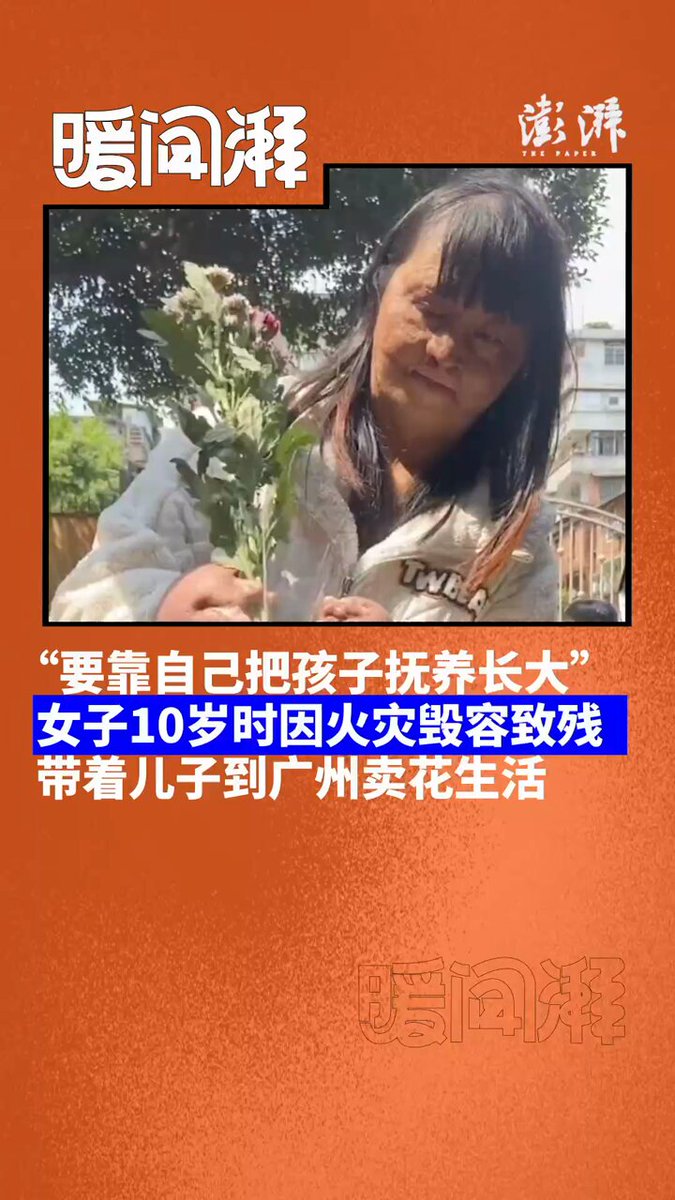 暖闻湃
澎湃
THE PAPER
TWBEA
“要靠自己把孩子抚养长大”
女子10岁时因火灾毁容致残
带着儿子到广州卖花生活
暖闻湃